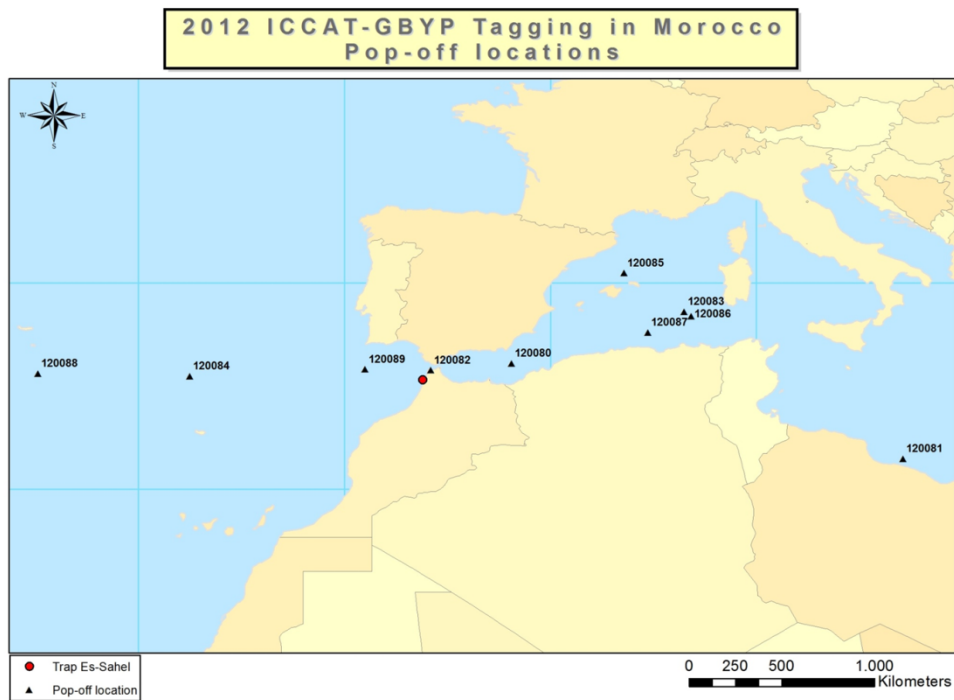 2012 ICCAT-GBYP Tagging in Morocco
Pop-off locations
N
W E
S
120085
120083
120086
120087
120080
120082
120089
120084
120088
120081
Trap Es-Sahel
Pop-off location
0 250 500 1.000
Kilometers